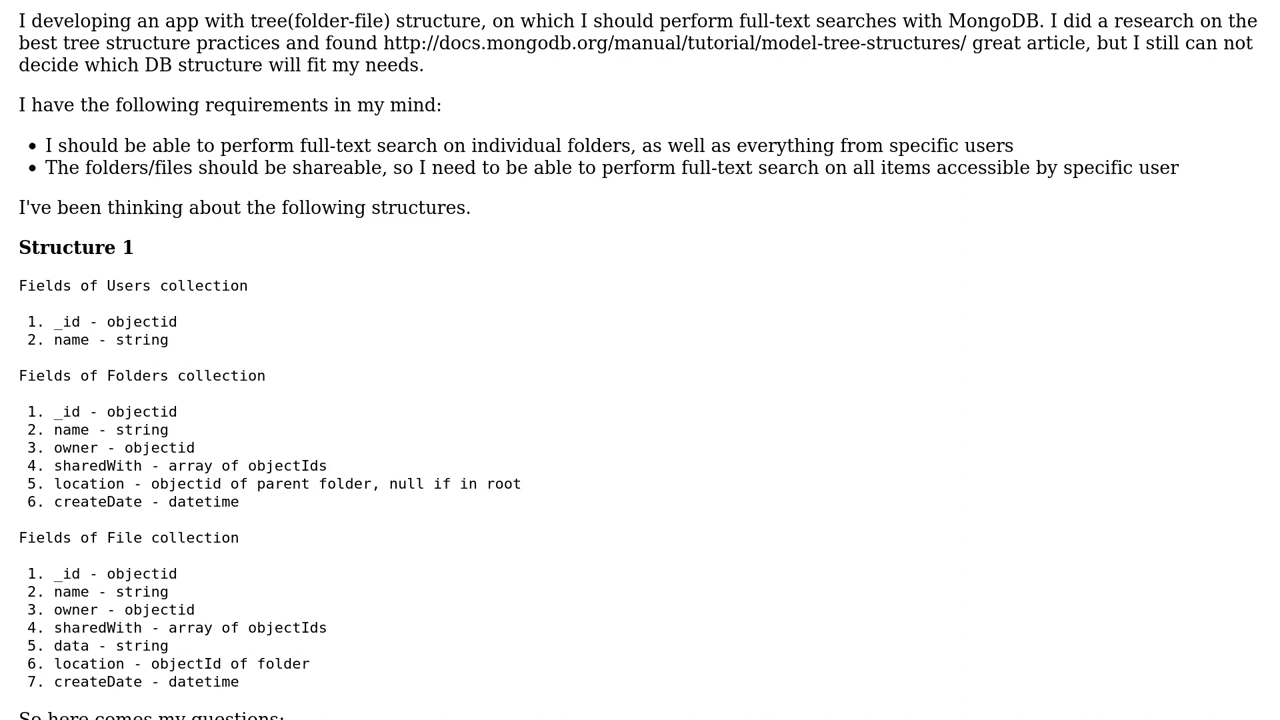 I developing an app with tree(folder-file) structure, on which I should perform full-text searches with MongoDB. I did a research on the
best tree structure practices and found http://docs.mongodb.org/manual/tutorial/model-tree-structures/ great article, but I still can not
decide which DB structure will fit my needs.
I have the following requirements in my mind:
• I should be able to perform full-text search on individual folders, as well as everything from specific users
• The folders/files should be shareable, so I need to be able to perform full-text search on all items accessible by specific user
I've been thinking about the following structures.
Structure 1
Fields of Users collection
1. _id - objectid
2. name - string
Fields of Folders collection
1. _id - objectid
2. name - string
3. owner - objectid
4. sharedWith - array of objectIds
5. location - objectid of parent folder, null if in root
6. createDate - datetime
Fields of File collection
1. _id - objectid
2. name - string
3. owner - objectid
4. sharedWith - array of objectIds
5. data - string
6. location - objectId of folder
7. createDate - datetime
So here comes my questions: